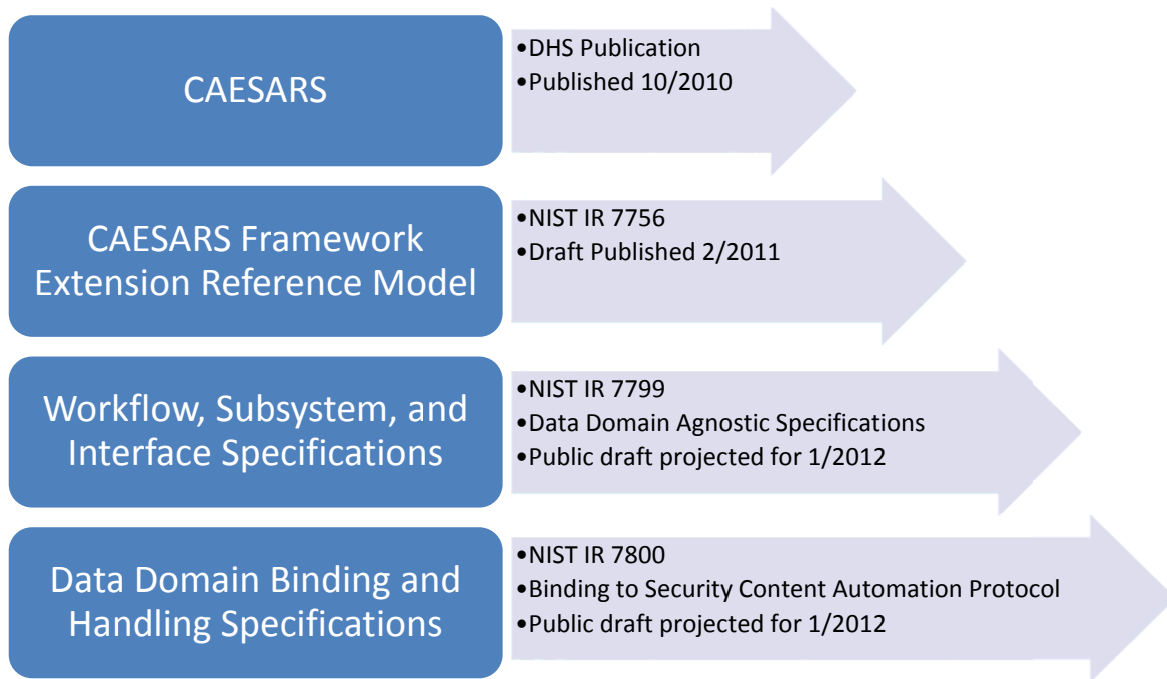 CAESARS
•DHS Publication
•Published 10/2010
CAESARS Framework
Extension Reference Model
•NIST IR 7756
•Draft Published 2/2011
Workflow, Subsystem, and
Interface Specifications
•NIST IR 7799
•Data Domain Agnostic Specifications
•Public draft projected for 1/2012
Data Domain Binding and
Handling Specifications
•NIST IR 7800
•Binding to Security Content Automation Protocol
•Public draft projected for 1/2012